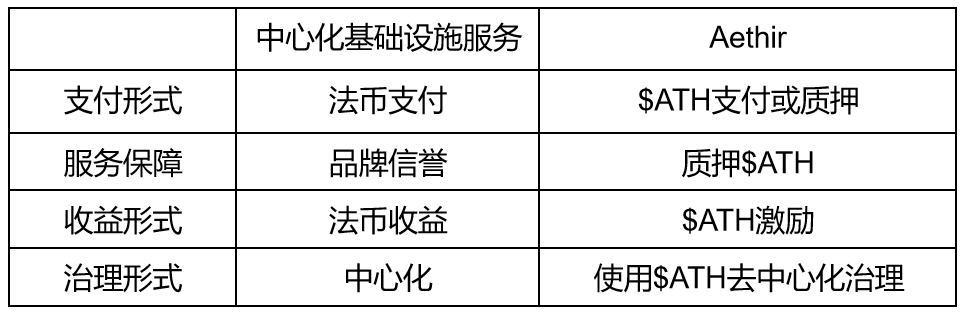 中心化基础设施服务 Aethir
支付形式 法币支付 $ATH支付或质押
服务保障 品牌信誉 质押$ATH
收益形式 法币收益 $ATH激励
治理形式 中心化 使用$ATH去中心化治理